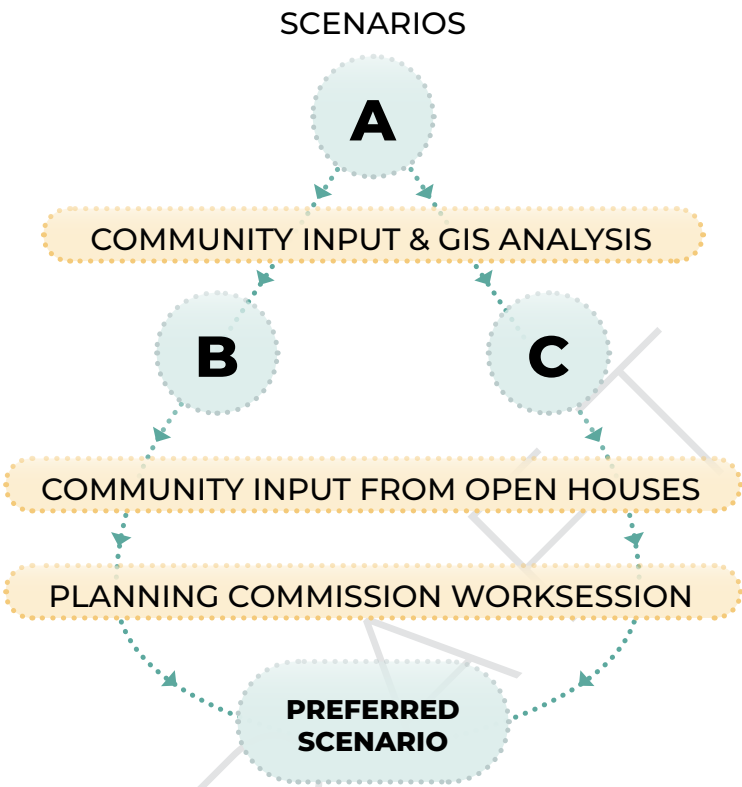 SCENARIOS
A
COMMUNITY INPUT & GIS ANALYSIS
B
C
COMMUNITY INPUT FROM OPEN HOUSES
PLANNING COMMISSION WORKSESSION
PREFERRED
SCENARIO